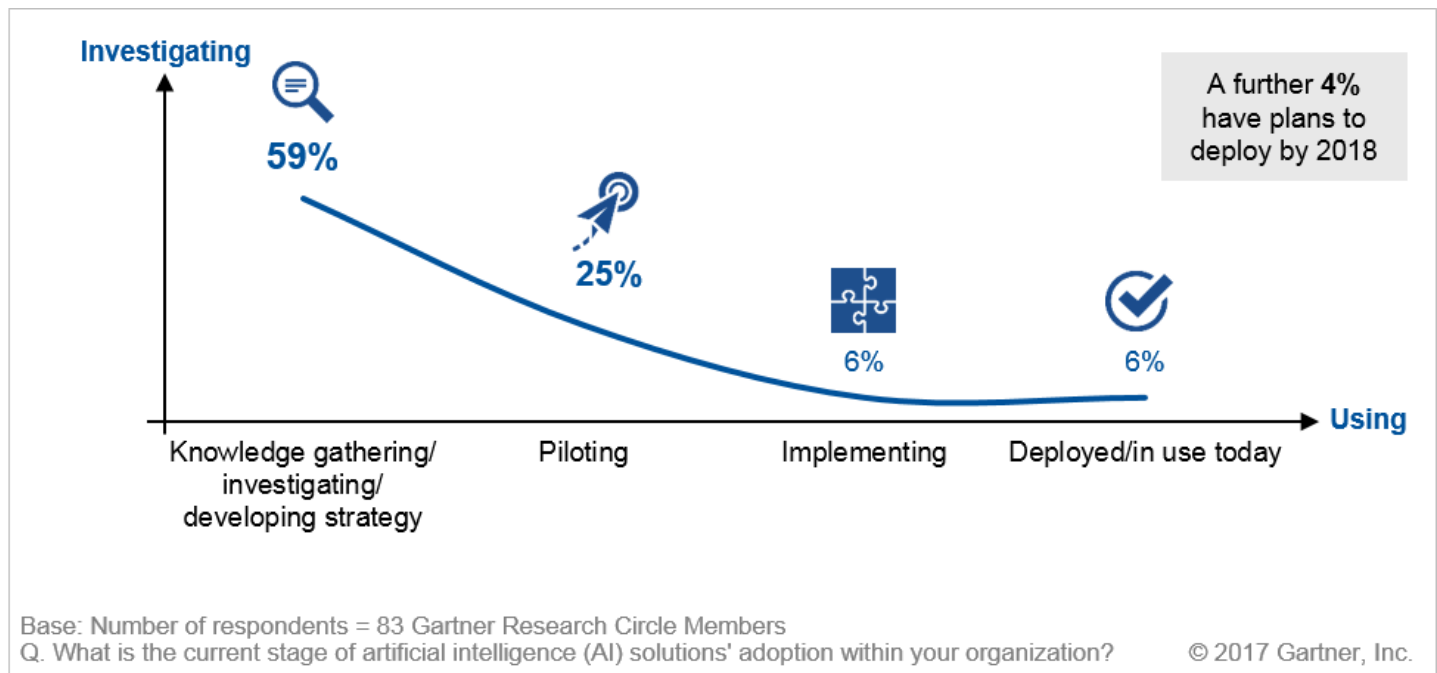 Investigating
59%
25%
6%
6%
A further 4%
have plans to
deploy by 2018
Using
Knowledge gathering/
investigating/
developing strategy
Piloting
Implementing
Deployed/in use today
Base: Number of respondents = 83 Gartner Research Circle Members
Q. What is the current stage of artificial intelligence (AI) solutions' adoption within your organization?
© 2017 Gartner, Inc.